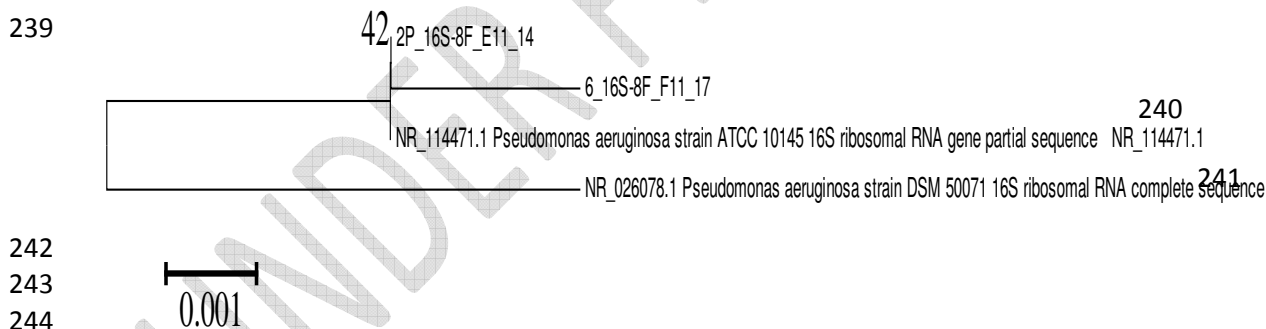 239
42 2P_16S-8F_E11_14
6_16S-8F_F11_17
240
NR_114471.1 Pseudomonas aeruginosa strain ATCC 10145 16S ribosomal RNA gene partial sequence NR_114471.1
241
NR_026078.1 Pseudomonas aeruginosa strain DSM 50071 16S ribosomal RNA complete sequence
242
243
0.001
244
UNDER